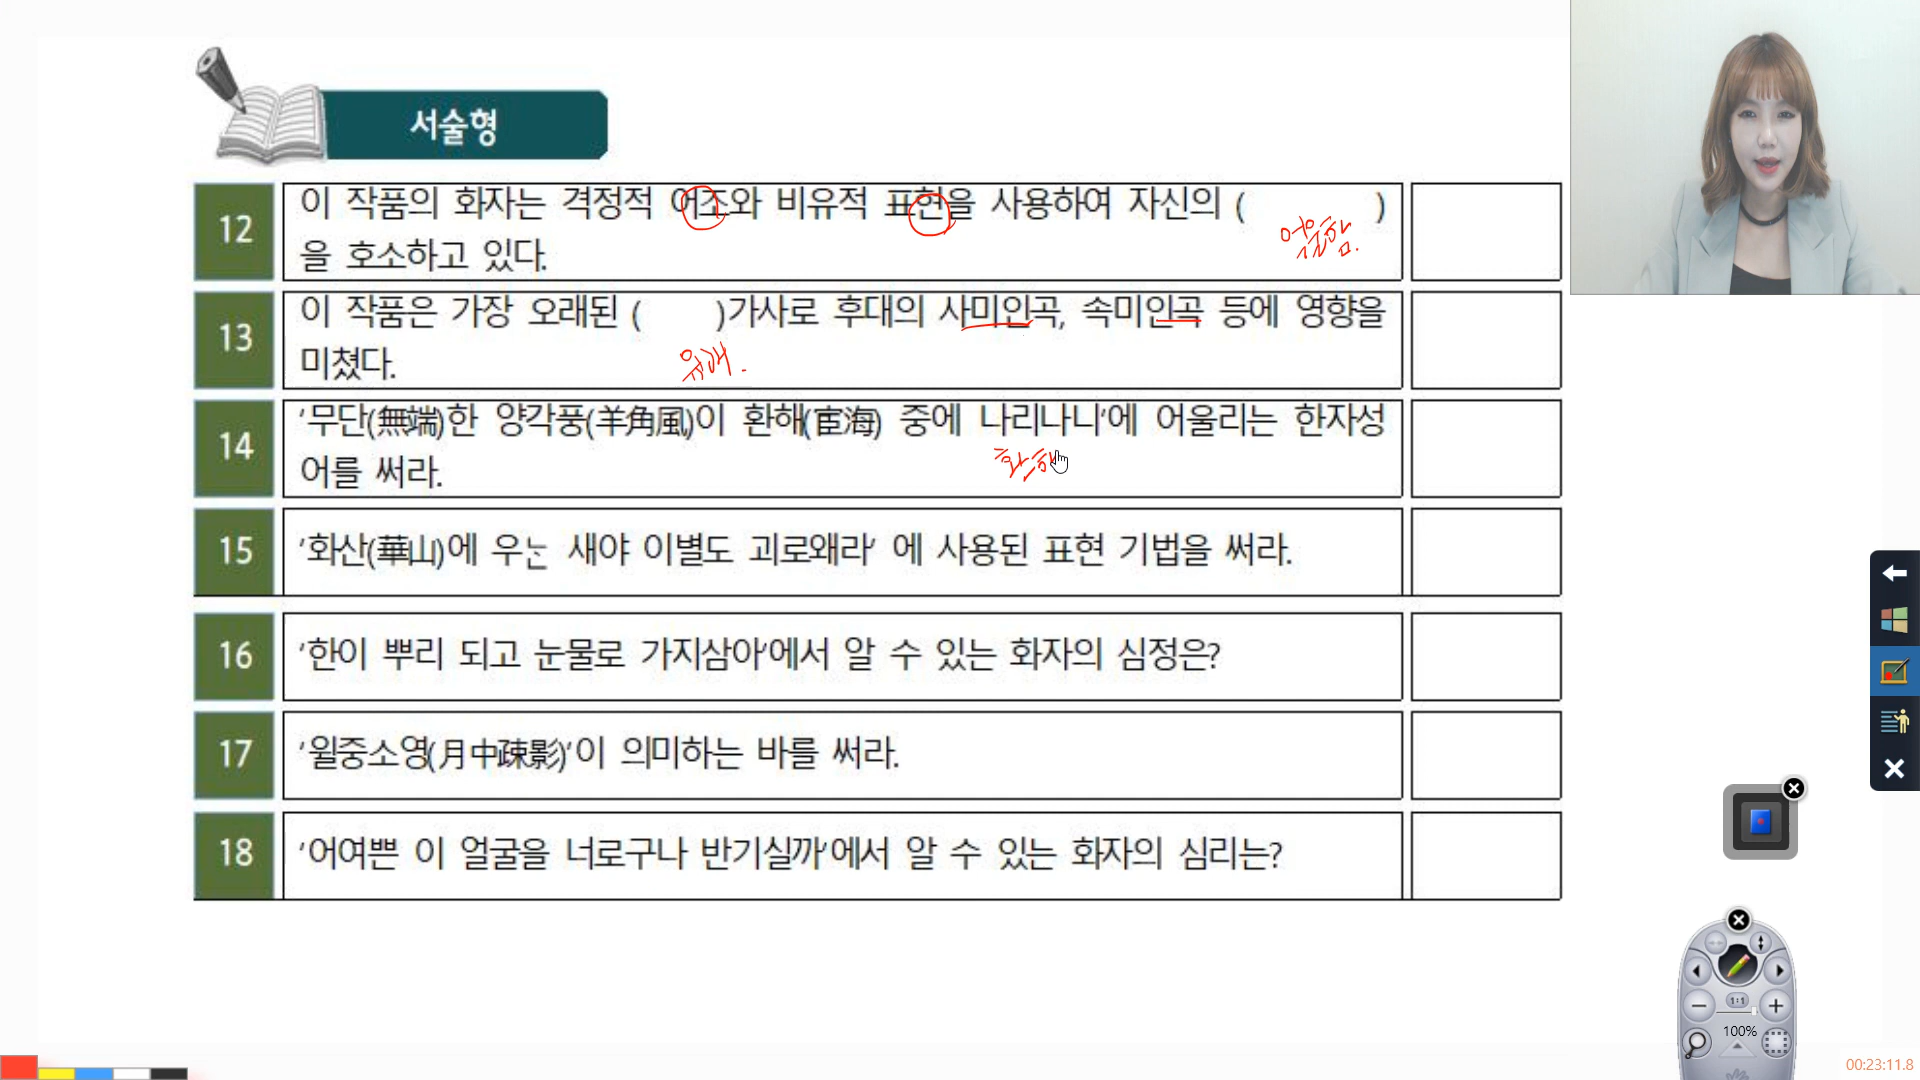 서술형
12
이 작품의 화자는 격정적 어조와 비유적 표현을 사용하여 자신의 ( )
을 호소하고 있다.
억울함.
13
이 작품은 가장 오래된 ( )가사로 후대의 사미인곡, 속미인곡 등에 영향을
미쳤다.
유배.
14
'무단(無端)한 양각풍(羊角風)이 환해(宦海) 중에 나리나니'에 어울리는 한자성
어를 써라.
환해
15
'화산(華山)에 우는 새야 이별도 괴로왜라' 에 사용된 표현 기법을 써라.
16
'한이 뿌리 되고 눈물로 가지삼아'에서 알 수 있는 화자의 심정은?
17
'월중소영(月中疎影)'이 의미하는 바를 써라.
18
'어여쁜 이 얼굴을 너로구나 반기실까'에서 알 수 있는 화자의 심리는?
1:1
100%
00:23:11.8